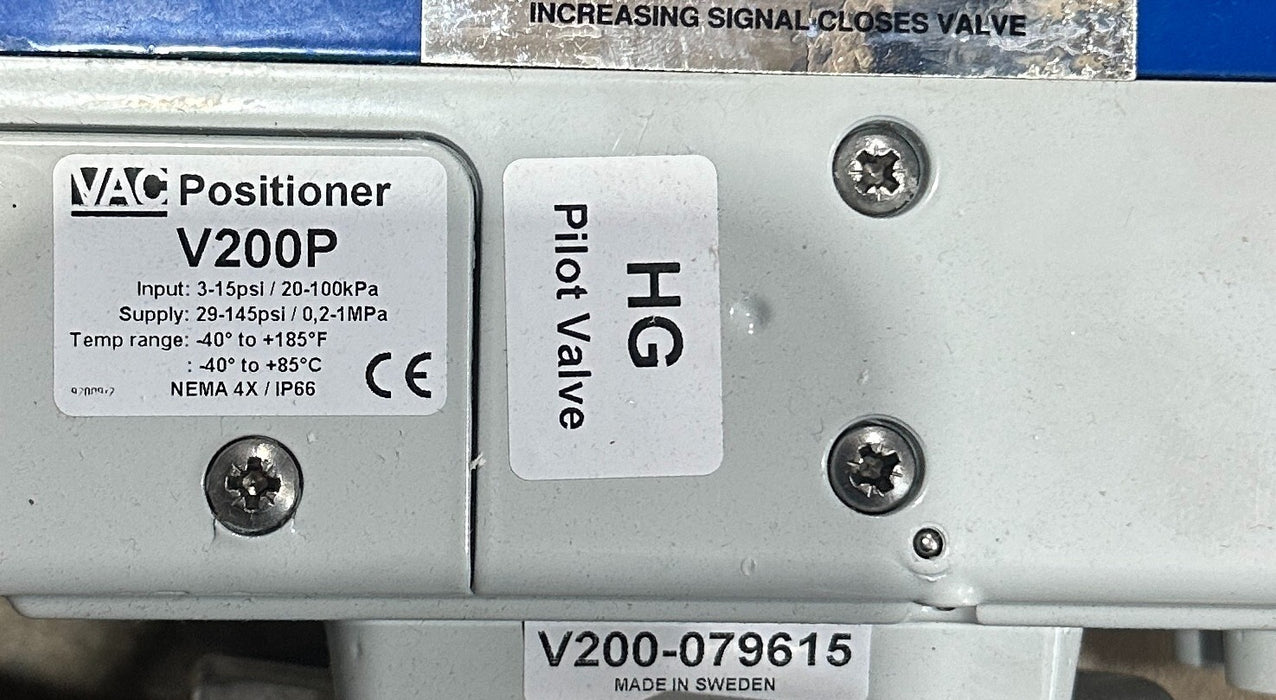 INCREASING SIGNAL CLOSES VALVE
VAC Positioner
V200P
Input: 3-15psi / 20-100kPa
Supply: 29-145psi / 0,2-1MPa
Temp range: -40° to +185°F
: -40° to +85°C
NEMA 4X / IP66
CE
HG
Pilot Valve
V200-079615
MADE IN SWEDEN